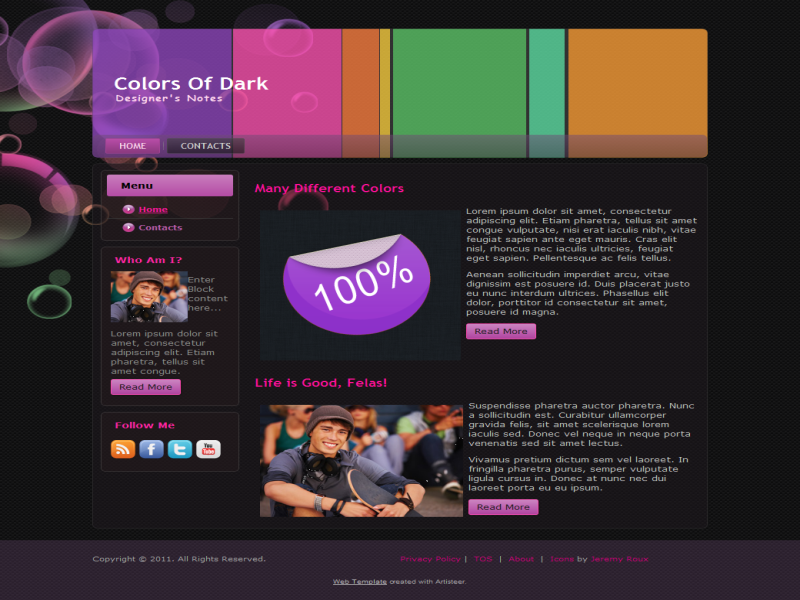 Colors Of Dark
Designer's Notes
HOME
CONTACTS
Menu
Home
Contacts
Who Am I?
Enter
Block
content
here...
Lorem ipsum dolor sit
amet, consectetur
adipiscing elit. Etiam
pharetra, tellus sit
amet congue.
Read More
Follow Me
You
Tube
Many Different Colors
100%
Lorem ipsum dolor sit amet, consectetur
adipiscing elit. Etiam pharetra, tellus sit amet
congue vulputate, nisi erat iaculis nibh, vitae
feugiat sapien ante eget mauris. Cras elit
nisl, rhoncus nec iaculis ultricies, feugiat
eget sapien. Pellentesque ac felis tellus.
Aenean sollicitudin imperdiet arcu, vitae
dignissim est posuere id. Duis placerat justo
eu nunc interdum ultrices. Phasellus elit
dolor, porttitor id consectetur sit amet,
posuere id magna.
Read More
Life is Good, Felas!
Suspendisse pharetra auctor pharetra. Nunc
a sollicitudin est. Curabitur ullamcorper
gravida felis, sit amet scelerisque lorem
iaculis sed. Donec vel neque in neque porta
venenatis sed sit amet lectus.
Vivamus pretium dictum sem vel laoreet. In
fringilla pharetra purus, semper vulputate
ligula cursus in. Donec at nunc nec dui
laoreet porta eu eu ipsum.
Read More
Copyright © 2011. All Rights Reserved.
Privacy Policy | TOS | About | Icons by Jeremy Roux
Web Template created with Artisteer.